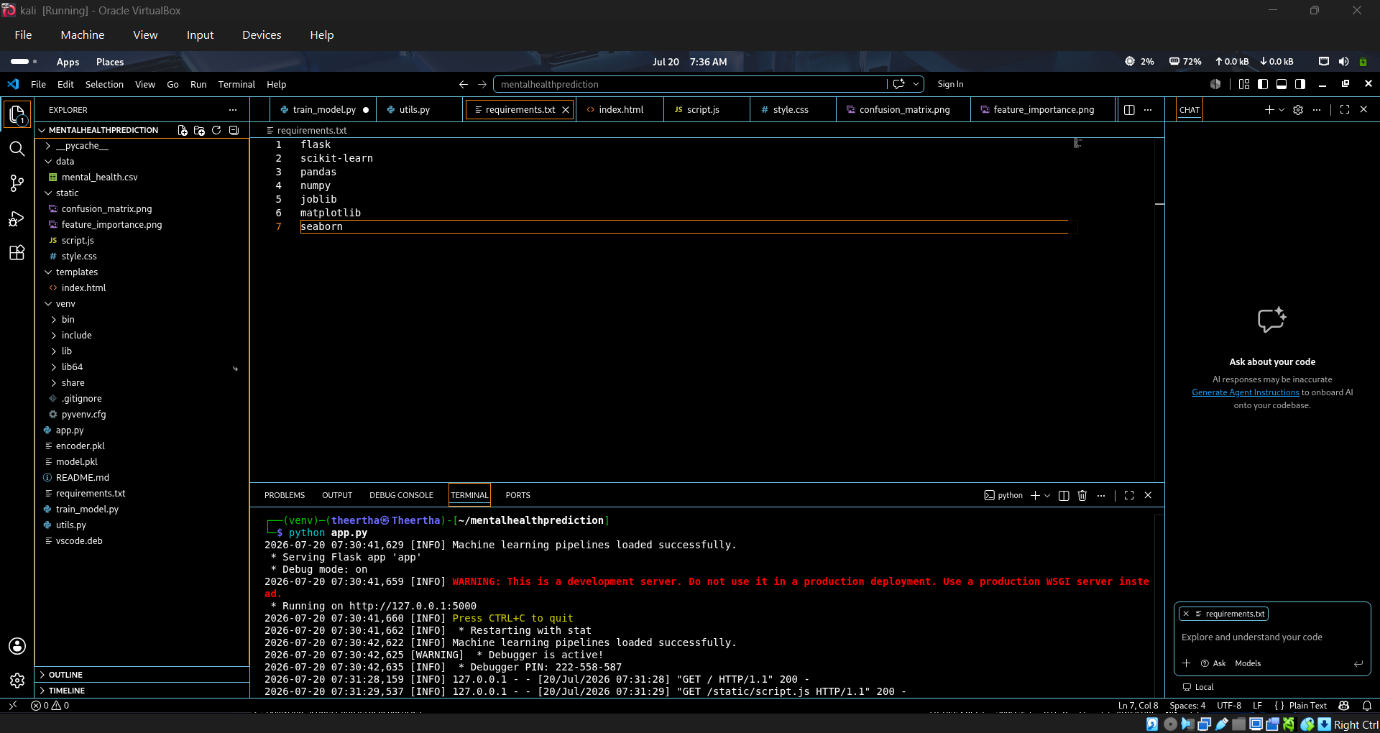 kali [Running] - Oracle VirtualBox
File Machine View Input Devices Help
Apps Places Jul 20 7:36 AM 2% 72% ↑0.0 kB ↓0.0 kB
File Edit Selection View Go Run Terminal Help ← → mentalhealthprediction Sign In
EXPLORER ··· train_model.py ● utils.py requirements.txt index.html JS script.js # style.css confusion_matrix.png feature_importance.png ··· CHAT
MENTALHEALTHPREDICTION
requirements.txt
__pycache__
data
mental_health.csv
static
confusion_matrix.png
feature_importance.png
JS script.js
# style.css
templates
<> index.html
venv
bin
include
lib
lib64
share
.gitignore
pyvenv.cfg
app.py
encoder.pkl
model.pkl
README.md
requirements.txt
train_model.py
utils.py
vscode.deb
OUTLINE
TIMELINE
1 flask
2 scikit-learn
3 pandas
4 numpy
5 joblib
6 matplotlib
7 seaborn
PROBLEMS OUTPUT DEBUG CONSOLE TERMINAL PORTS python
┌──(venv)─(theertha㉿Theertha)-[~/mentalhealthprediction]
└─$ python app.py
2026-07-20 07:30:41,629 [INFO] Machine learning pipelines loaded successfully.
* Serving Flask app 'app'
* Debug mode: on
2026-07-20 07:30:41,659 [INFO] WARNING: This is a development server. Do not use it in a production deployment. Use a production WSGI server inste
ad.
* Running on http://127.0.0.1:5000
2026-07-20 07:30:41,660 [INFO] Press CTRL+C to quit
2026-07-20 07:30:41,662 [INFO]  * Restarting with stat
2026-07-20 07:30:42,622 [INFO] Machine learning pipelines loaded successfully.
2026-07-20 07:30:42,625 [WARNING]  * Debugger is active!
2026-07-20 07:30:42,635 [INFO]  * Debugger PIN: 222-558-587
2026-07-20 07:31:28,159 [INFO] 127.0.0.1 - - [20/Jul/2026 07:31:28] "GET / HTTP/1.1" 200 -
2026-07-20 07:31:29,537 [INFO] 127.0.0.1 - - [20/Jul/2026 07:31:29] "GET /static/script.js HTTP/1.1" 200 -
Ask about your code
AI responses may be inaccurate
Generate Agent Instructions to onboard AI
onto your codebase.
requirements.txt
Explore and understand your code
Ask Models
Local
0 0 Ln 7, Col 8 Spaces: 4 UTF-8 LF {} Plain Text
Right Ctrl